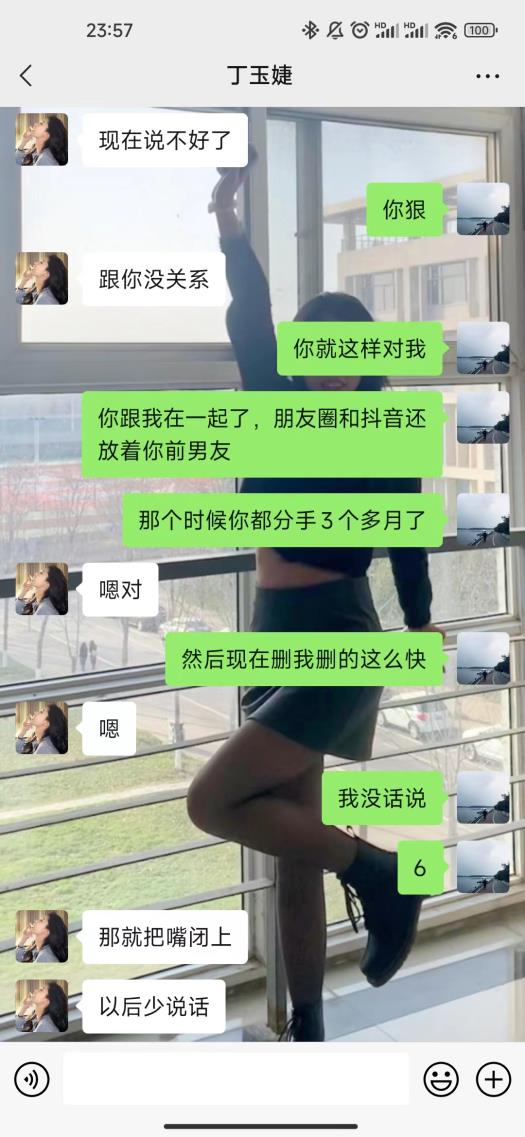 23:57
HD
HD
6
100
丁玉婕
现在说不好了
你狠
跟你没关系
你就这样对我
你跟我在一起了，朋友圈和抖音还
放着你前男友
那个时候你都分手3个多月了
嗯对
然后现在删我删的这么快
嗯
我没话说
6
那就把嘴闭上
以后少说话